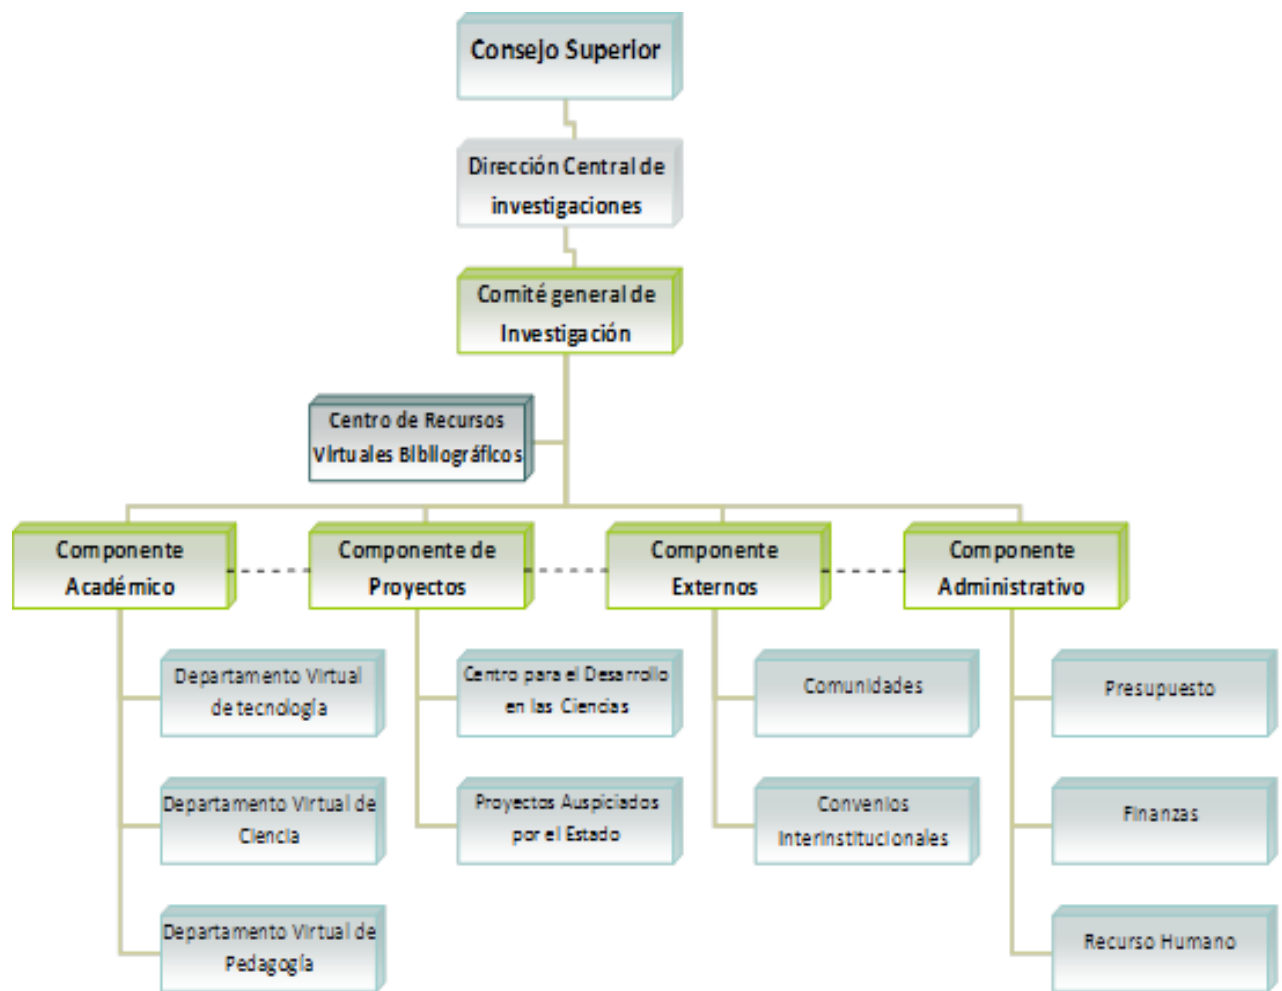 Consejo Superior
Dirección Central de
investigaciones
Comité general de
Investigación
Centro de Recursos
Virtuales Bibliográficos
Componente
Académico
Componente de
Proyectos
Componente
Externos
Componente
Administrativo
Departamento Virtual
de tecnología
Centro para el Desarrollo
en las Ciencias
Comunidades
Presupuesto
Departamento Virtual de
Ciencia
Proyectos Auspiciados
por el Estado
Convenios
Interinstitucionales
Finanzas
Departamento Virtual de
Pedagogía
Recurso Humano